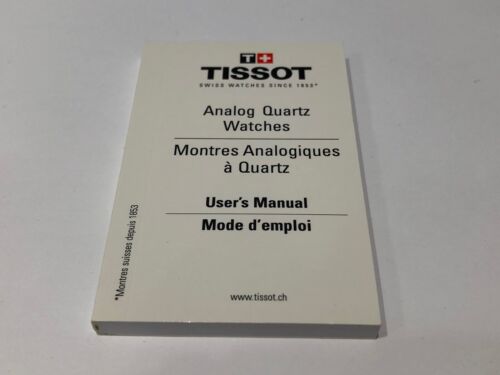 T+
TISSOT
SWISS WATCHES SINCE 1853*
Analog Quartz
Watches
Montres Analogiques
à Quartz
User's Manual
Mode d'emploi
*Montres suisses depuis 1853
www.tissot.ch